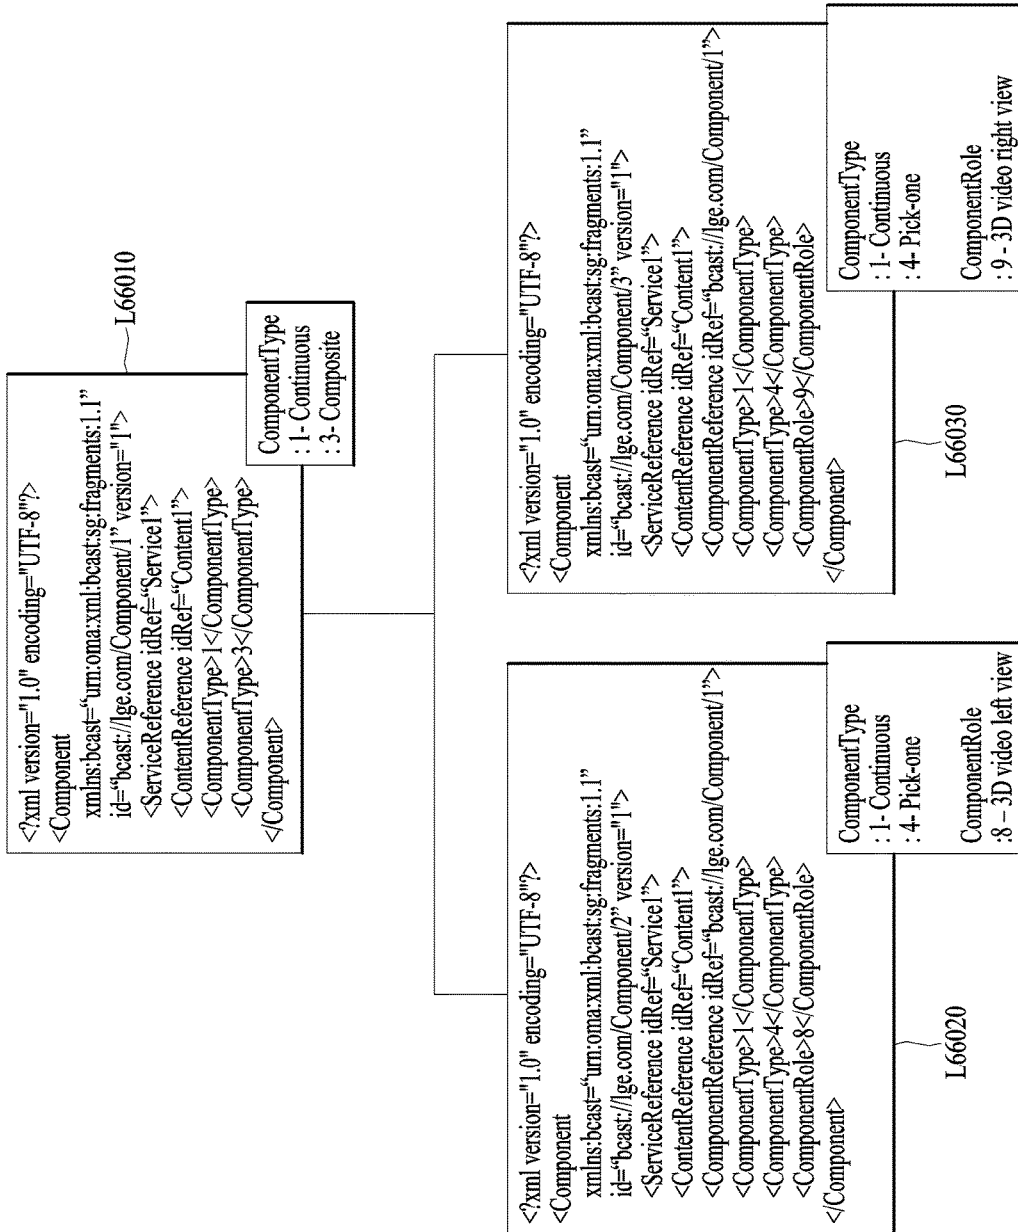 <?xml version="1.0" encoding="UTF-8"?>
<Component
xmlns:bcast=“urn:oma:xml:bcast:sg:fragments:1.1”
id=“bcast://lge.com/Component/1” version="1">
<ServiceReference idRef=“Service1”>
<ContentReference idRef=“Content1”>
<ComponentType>1</ComponentType>
<ComponentType>3</ComponentType>
</Component>
L66010
ComponentType
: 1- Continuous
: 3- Composite
<?xml version="1.0" encoding="UTF-8"?>
<Component
xmlns:bcast=“urn:oma:xml:bcast:sg:fragments:1.1”
id=“bcast://lge.com/Component/2” version="1">
<ServiceReference idRef=“Service1”>
<ContentReference idRef=“Content1”>
<ComponentReference idRef=“bcast://lge.com/Component/1”>
<ComponentType>1</ComponentType>
<ComponentType>4</ComponentType>
<ComponentRole>8</ComponentRole>
</Component>
L66020
ComponentType
: 1- Continuous
: 4- Pick-one
ComponentRole
:8 – 3D video left view
<?xml version="1.0" encoding="UTF-8"?>
<Component
xmlns:bcast=“urn:oma:xml:bcast:sg:fragments:1.1”
id=“bcast://lge.com/Component/3” version="1">
<ServiceReference idRef=“Service1”>
<ContentReference idRef=“Content1”>
<ComponentReference idRef=“bcast://lge.com/Component/1”>
<ComponentType>1</ComponentType>
<ComponentType>4</ComponentType>
<ComponentRole>9</ComponentRole>
</Component>
L66030
ComponentType
: 1- Continuous
: 4- Pick-one
ComponentRole
: 9 - 3D video right view